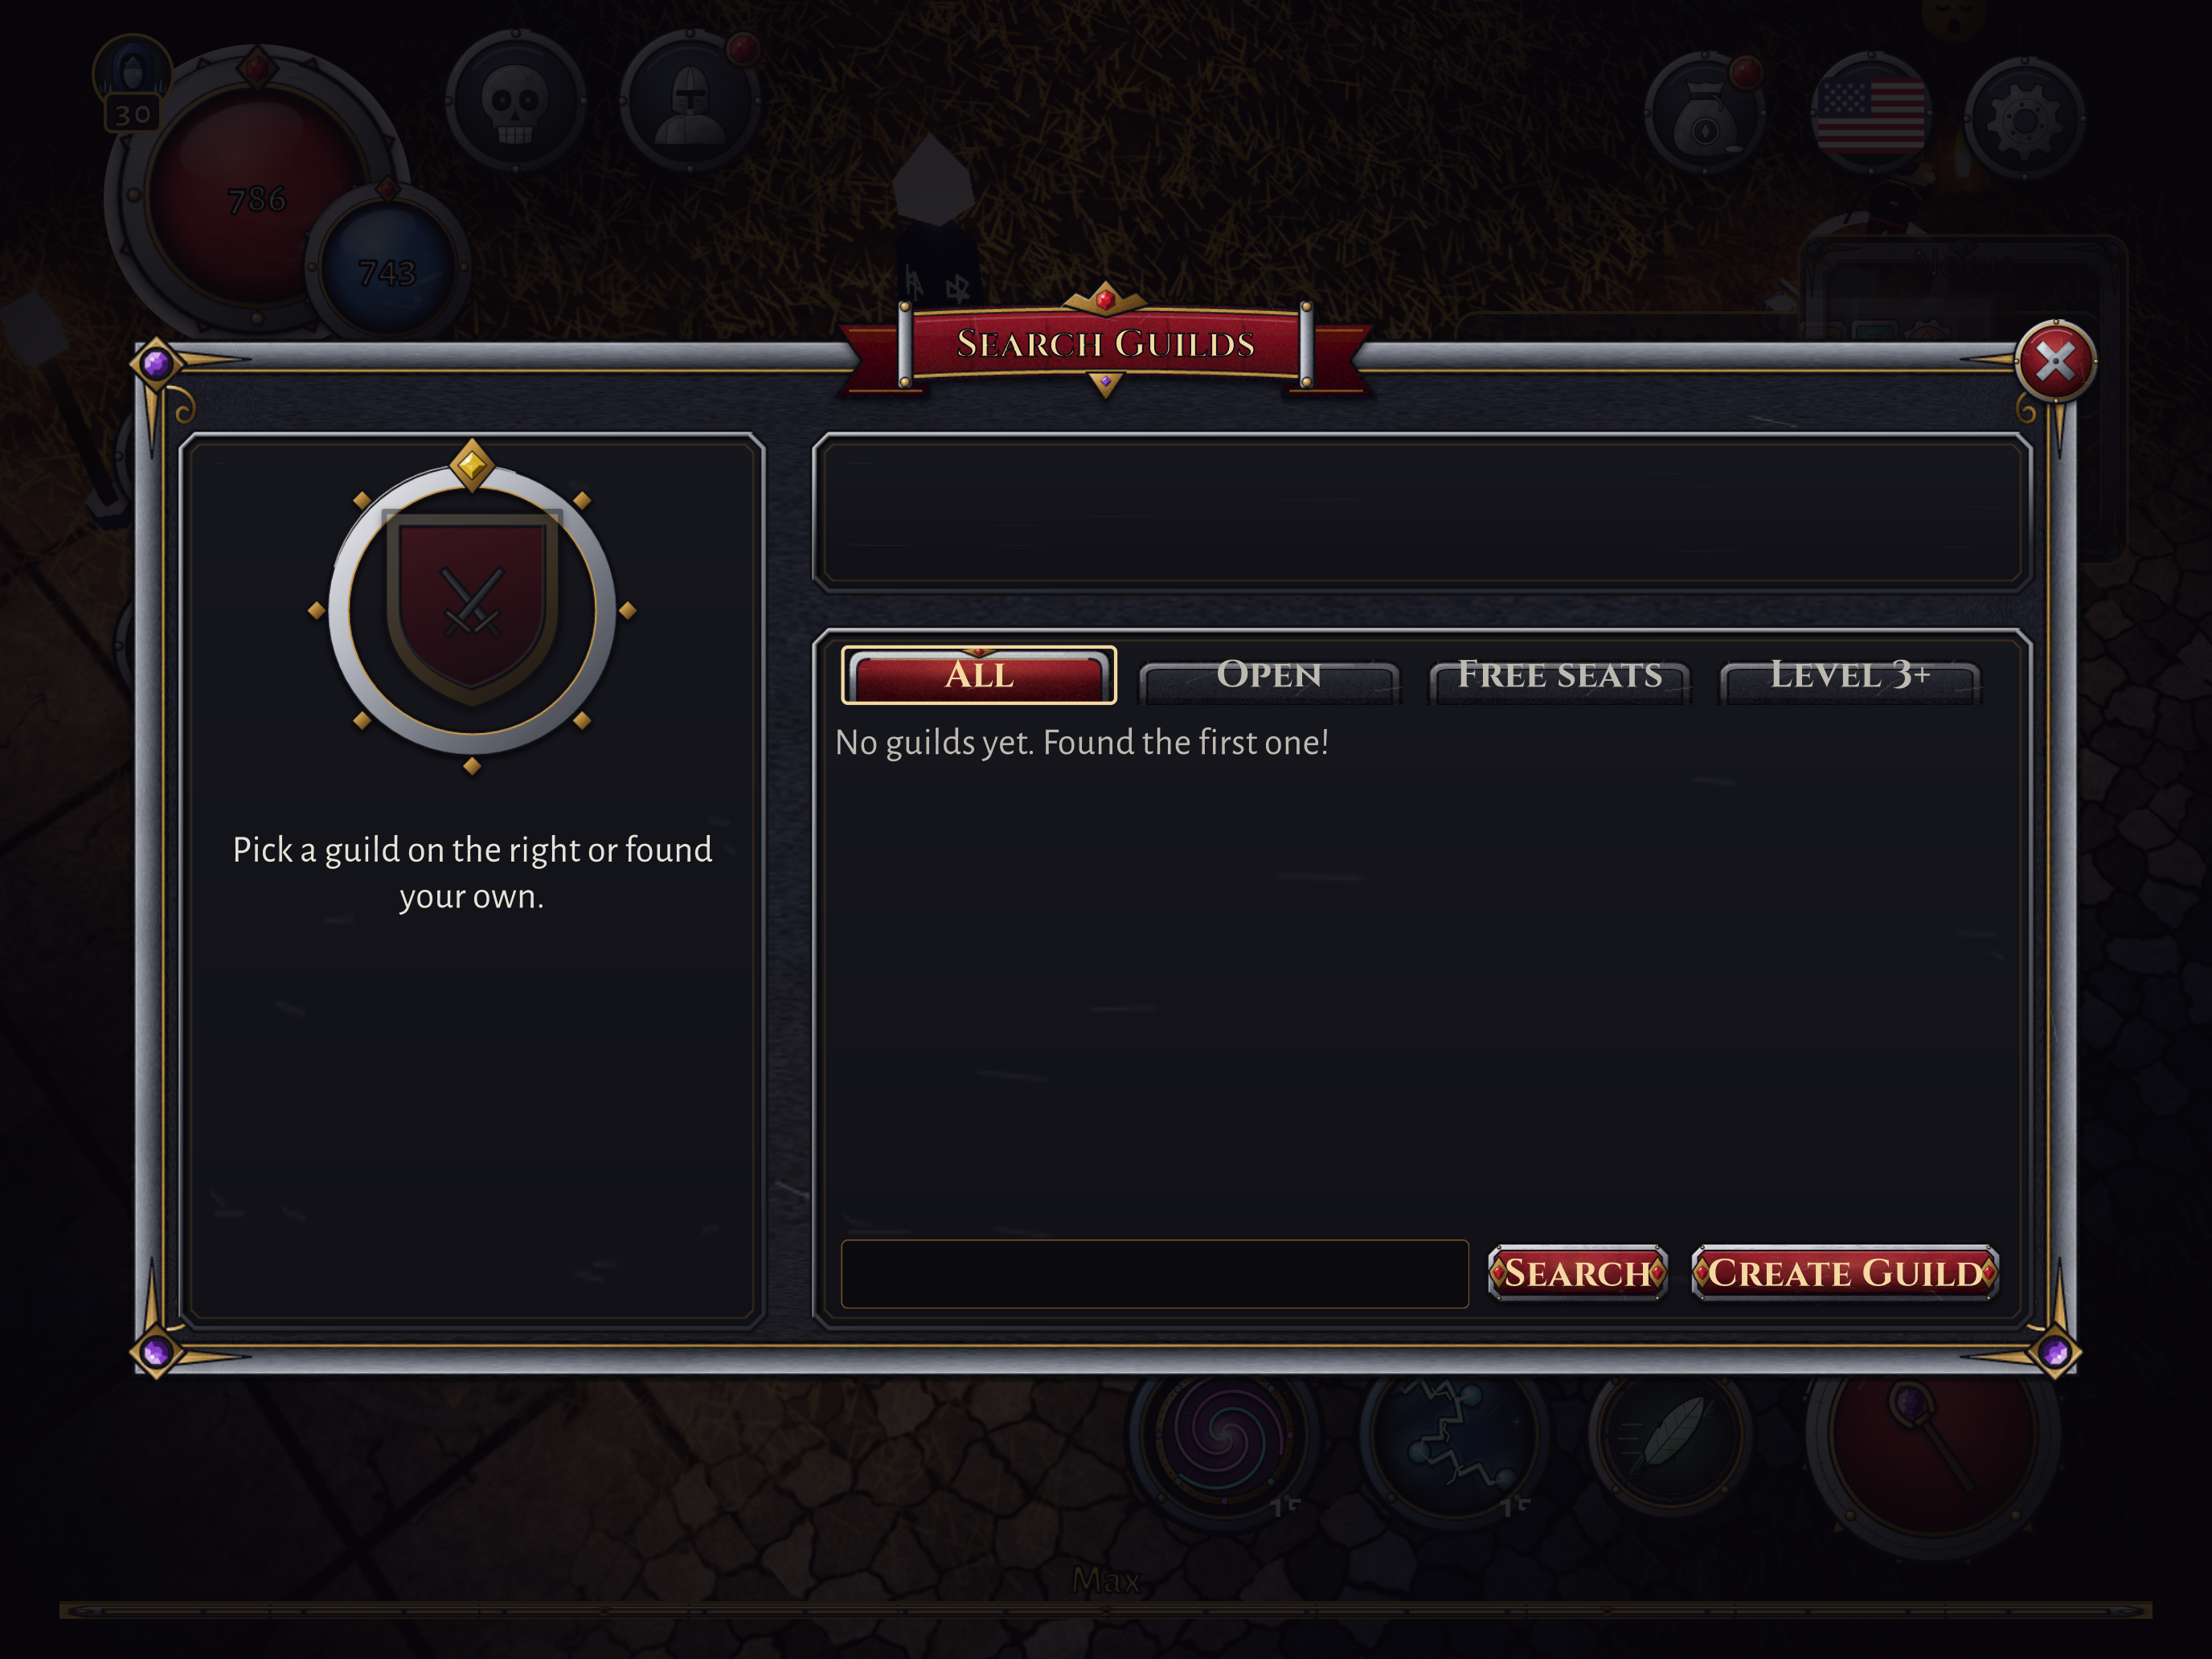 30
786
743
Search Guilds
All
Open
Free seats
Level 3+
No guilds yet. Found the first one!
Pick a guild on the right or found
your own.
Search
Create Guild
Max